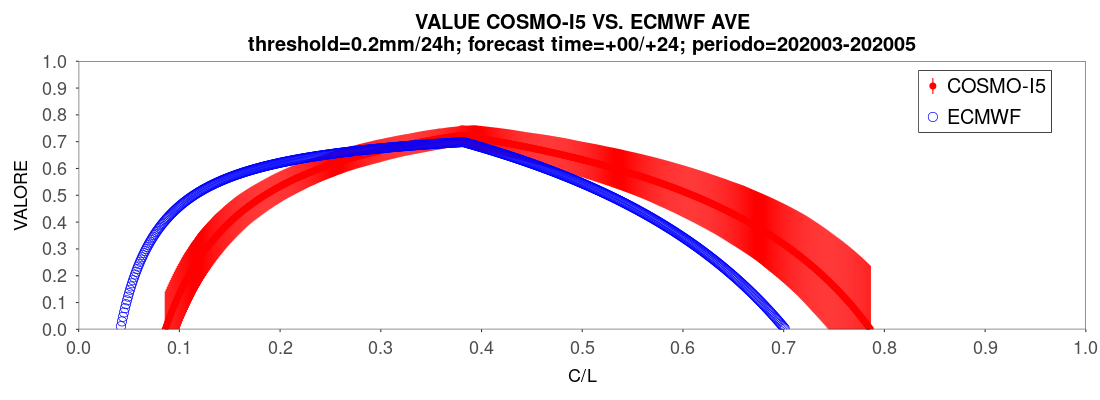 VALUE COSMO-I5 VS. ECMWF AVE
threshold=0.2mm/24h; forecast time=+00/+24; periodo=202003-202005
COSMO-I5
ECMWF
VALORE
1.0
0.9
0.8
0.7
0.6
0.5
0.4
0.3
0.2
0.1
0.0
0.0 0.1 0.2 0.3 0.4 0.5 0.6 0.7 0.8 0.9 1.0
C/L